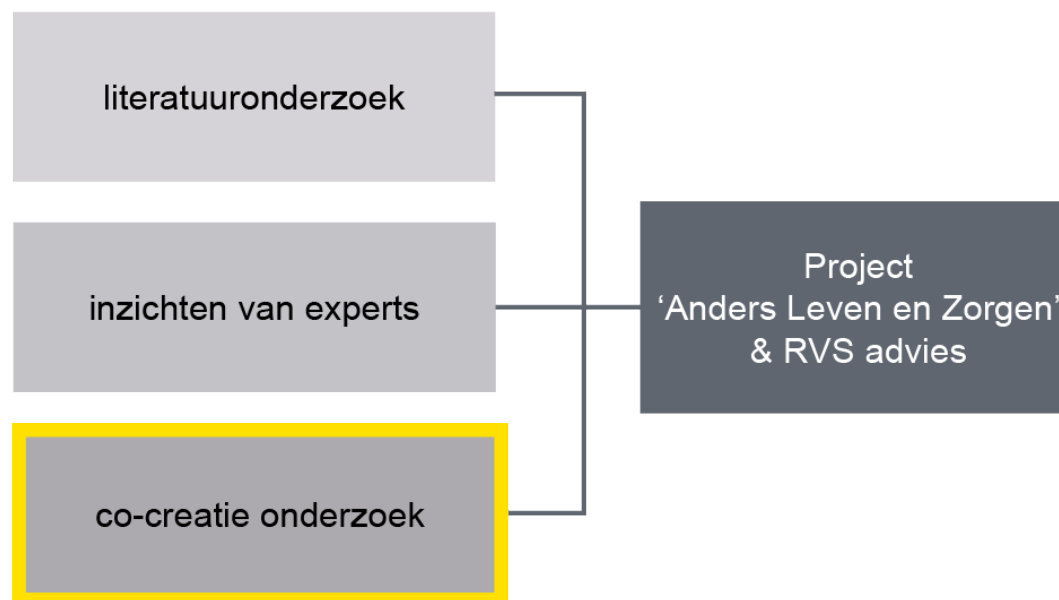 literatuuronderzoek
inzichten van experts
co-creatie onderzoek
Project
‘Anders Leven en Zorgen’
& RVS advies